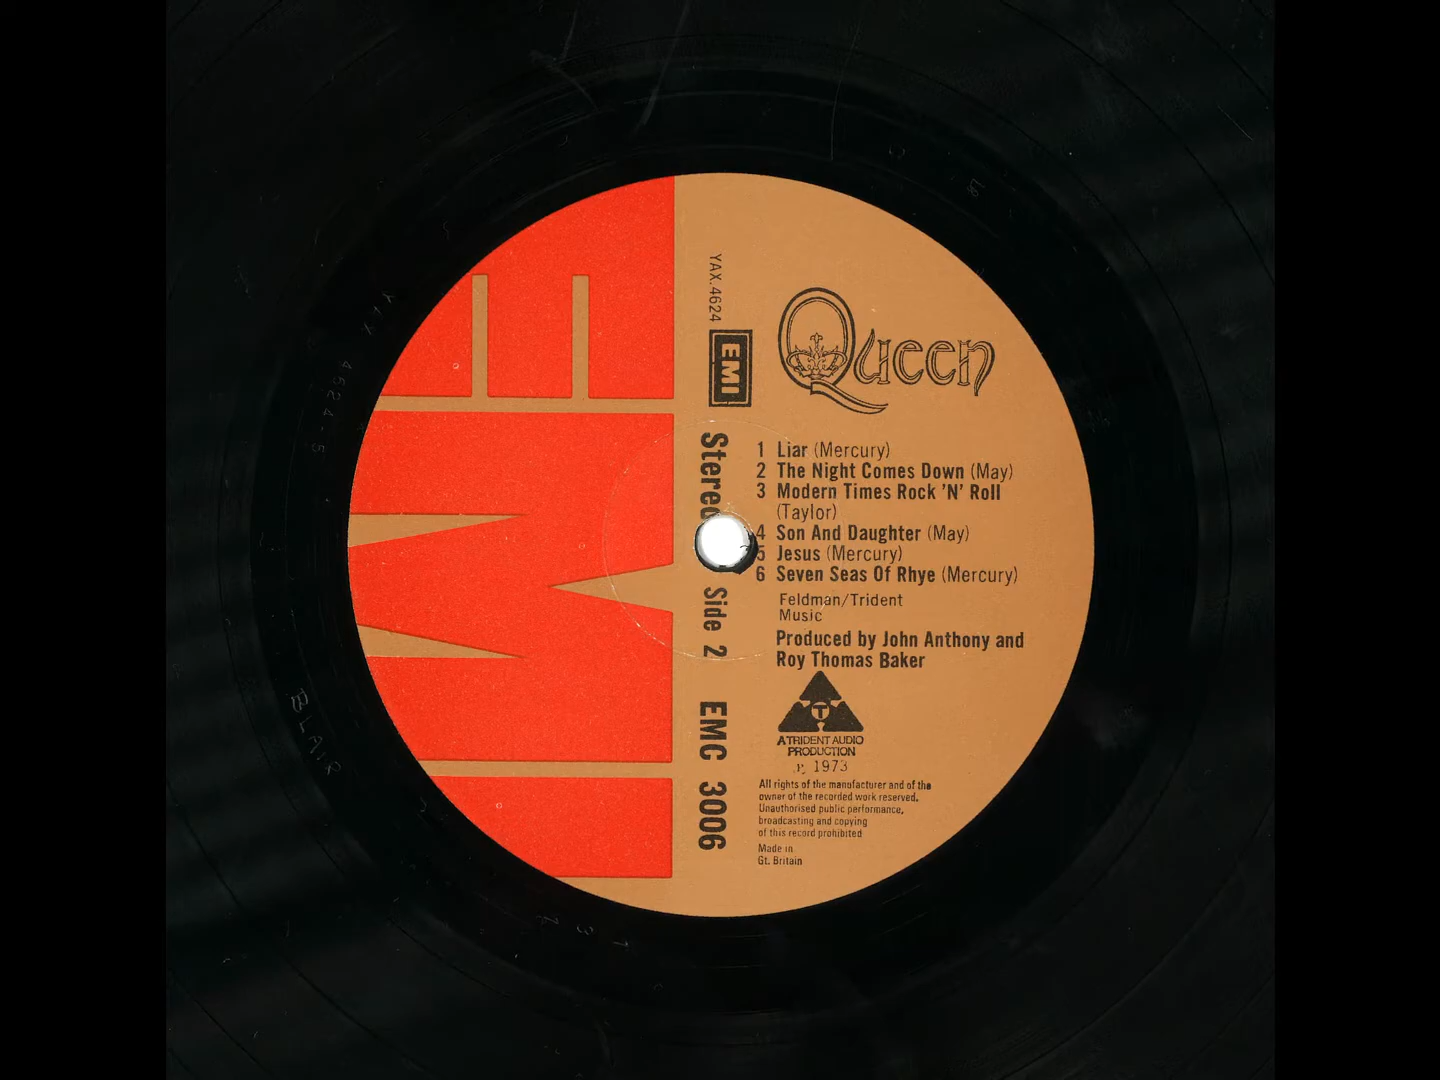 YAX.4624
EMI
Queen
Stereo
Side 2
EMC 3006
1 Liar (Mercury)
2 The Night Comes Down (May)
3 Modern Times Rock 'N' Roll
(Taylor)
4 Son And Daughter (May)
5 Jesus (Mercury)
6 Seven Seas Of Rhye (Mercury)
Feldman/Trident
Music
Produced by John Anthony and
Roy Thomas Baker
T
A TRIDENT AUDIO
PRODUCTION
℗ 1973
All rights of the manufacturer and of the
owner of the recorded work reserved.
Unauthorised public performance,
broadcasting and copying
of this record prohibited
Made in
Gt. Britain
EMI
YAX 4624-5
BLAIR